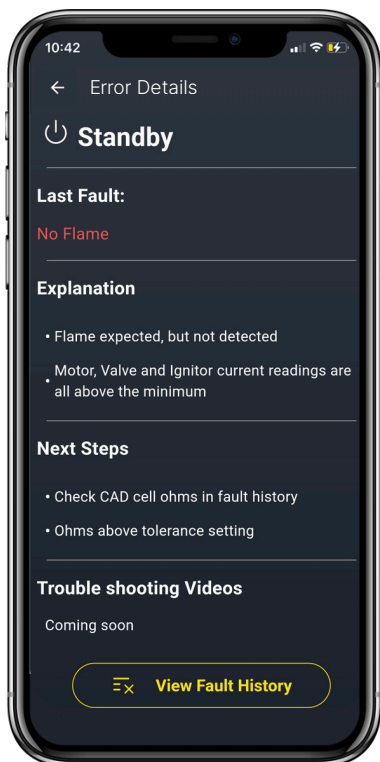 10:42
Error Details
Standby
Last Fault:
No Flame
Explanation
• Flame expected, but not detected
• Motor, Valve and Ignitor current readings are
all above the minimum
Next Steps
• Check CAD cell ohms in fault history
• Ohms above tolerance setting
Trouble shooting Videos
Coming soon
View Fault History